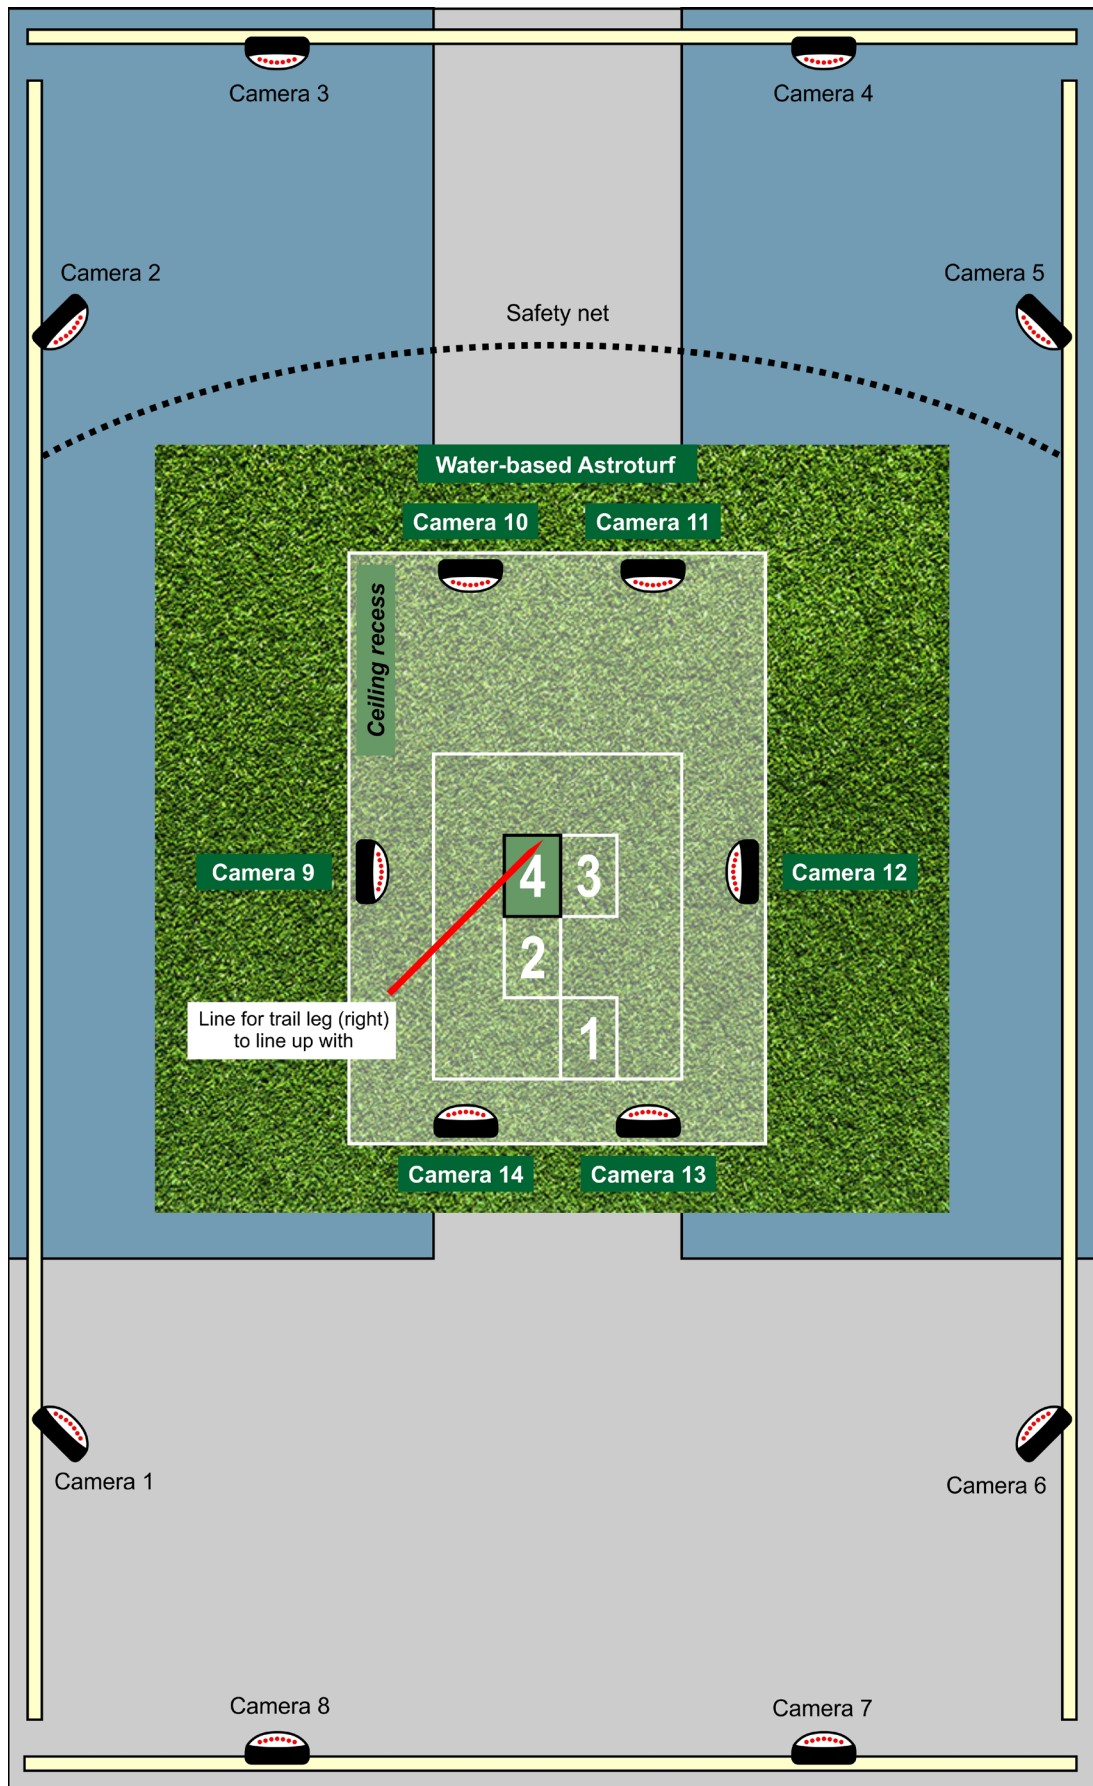 Camera 3
Camera 4
Camera 2
Camera 5
Safety net
Water-based Astroturf
Camera 10
Camera 11
Ceiling recess
Camera 9
4
3
Camera 12
2
Line for trail leg (right)
to line up with
1
Camera 14
Camera 13
Camera 1
Camera 6
Camera 8
Camera 7